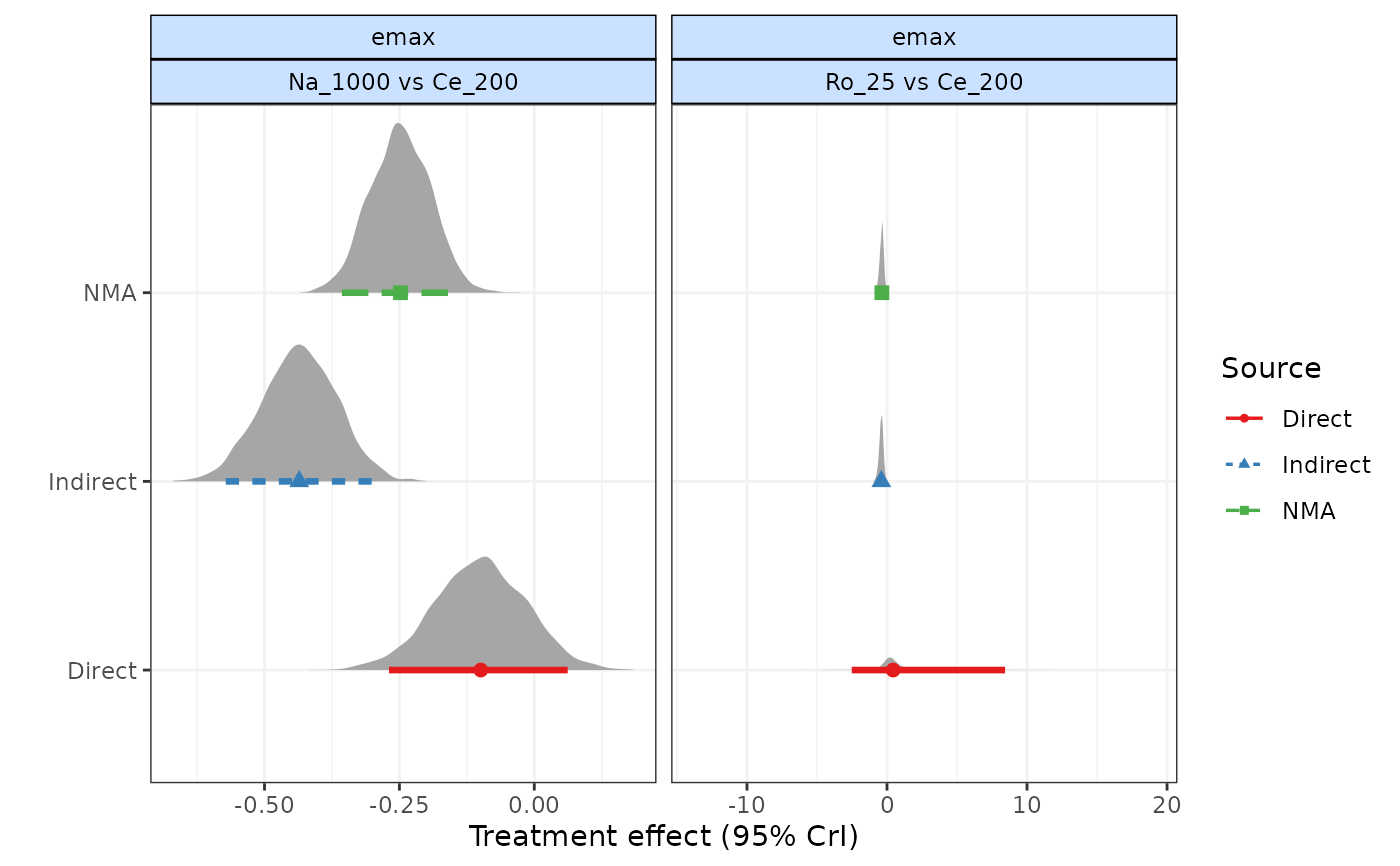 emax
emax
Na_1000 vs Ce_200
Ro_25 vs Ce_200
NMA
Indirect
Direct
-0.50
-0.25
0.00
-10
0
10
20
Treatment effect (95% CrI)
Source
Direct
Indirect
NMA